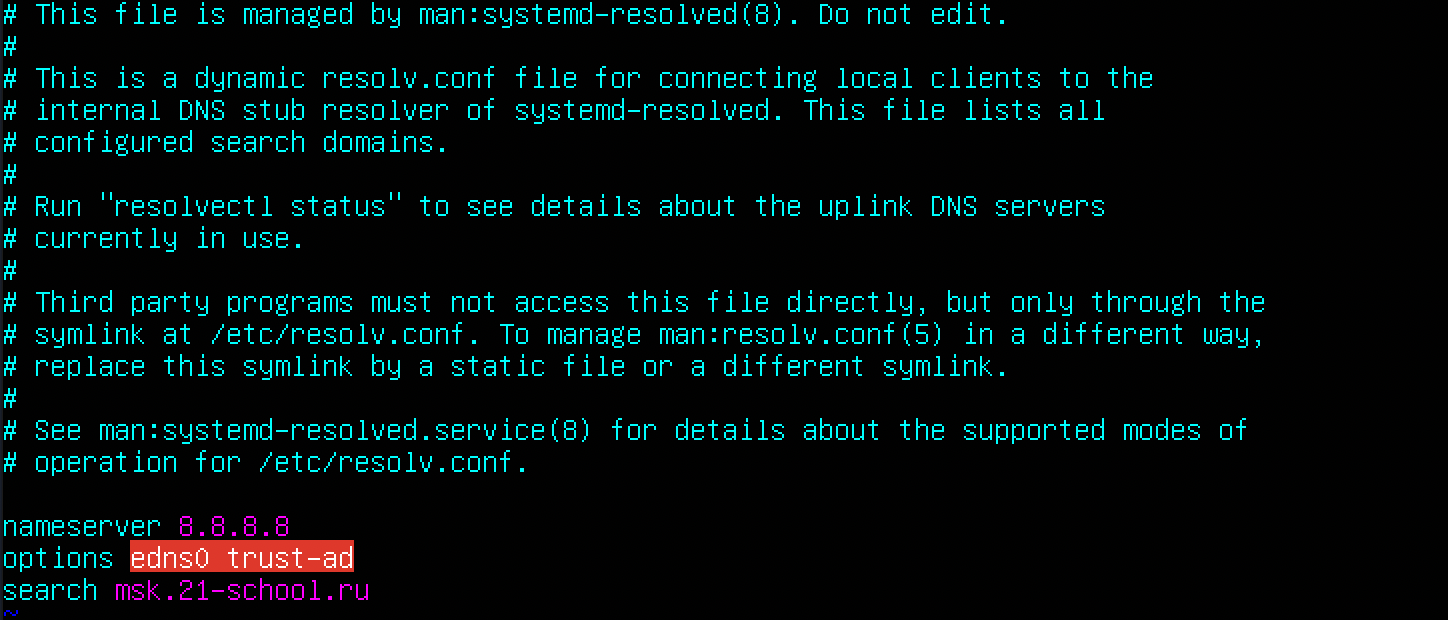 # This file is managed by man:systemd-resolved(8). Do not edit.
#
# This is a dynamic resolv.conf file for connecting local clients to the
# internal DNS stub resolver of systemd-resolved. This file lists all
# configured search domains.
#
# Run "resolvectl status" to see details about the uplink DNS servers
# currently in use.
#
# Third party programs must not access this file directly, but only through the
# symlink at /etc/resolv.conf. To manage man:resolv.conf(5) in a different way,
# replace this symlink by a static file or a different symlink.
#
# See man:systemd-resolved.service(8) for details about the supported modes of
# operation for /etc/resolv.conf.

nameserver 8.8.8.8
options edns0 trust-ad
search msk.21-school.ru
~